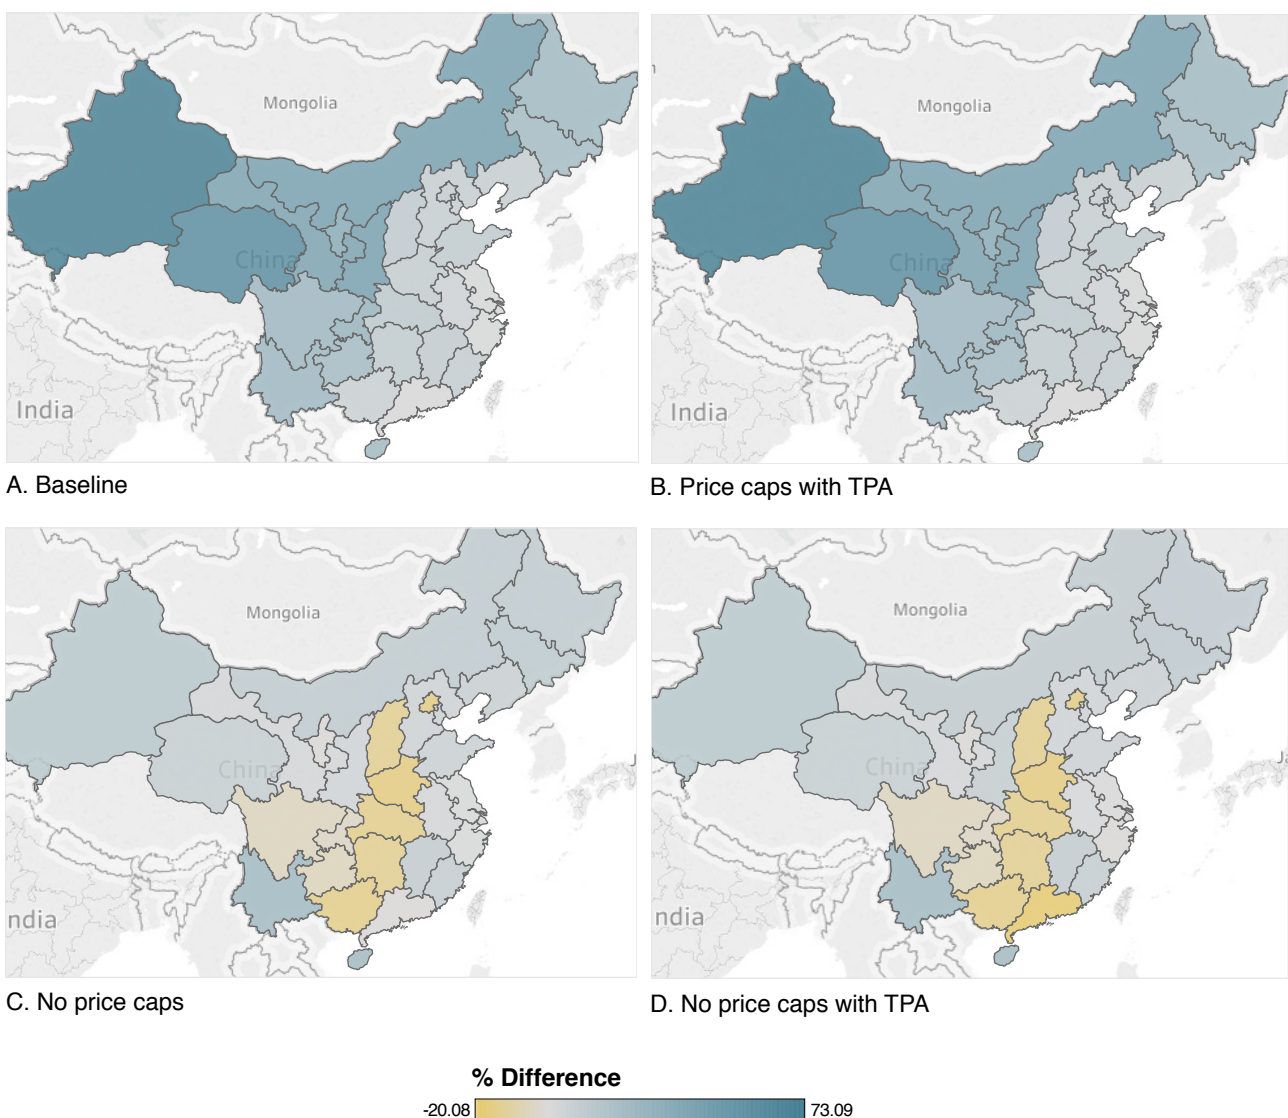 Mongolia
China
India
A. Baseline
Mongolia
China
India
B. Price caps with TPA
Mongolia
China
ndia
C. No price caps
Mongolia
China
ndia
D. No price caps with TPA
% Difference
-20.08 73.09